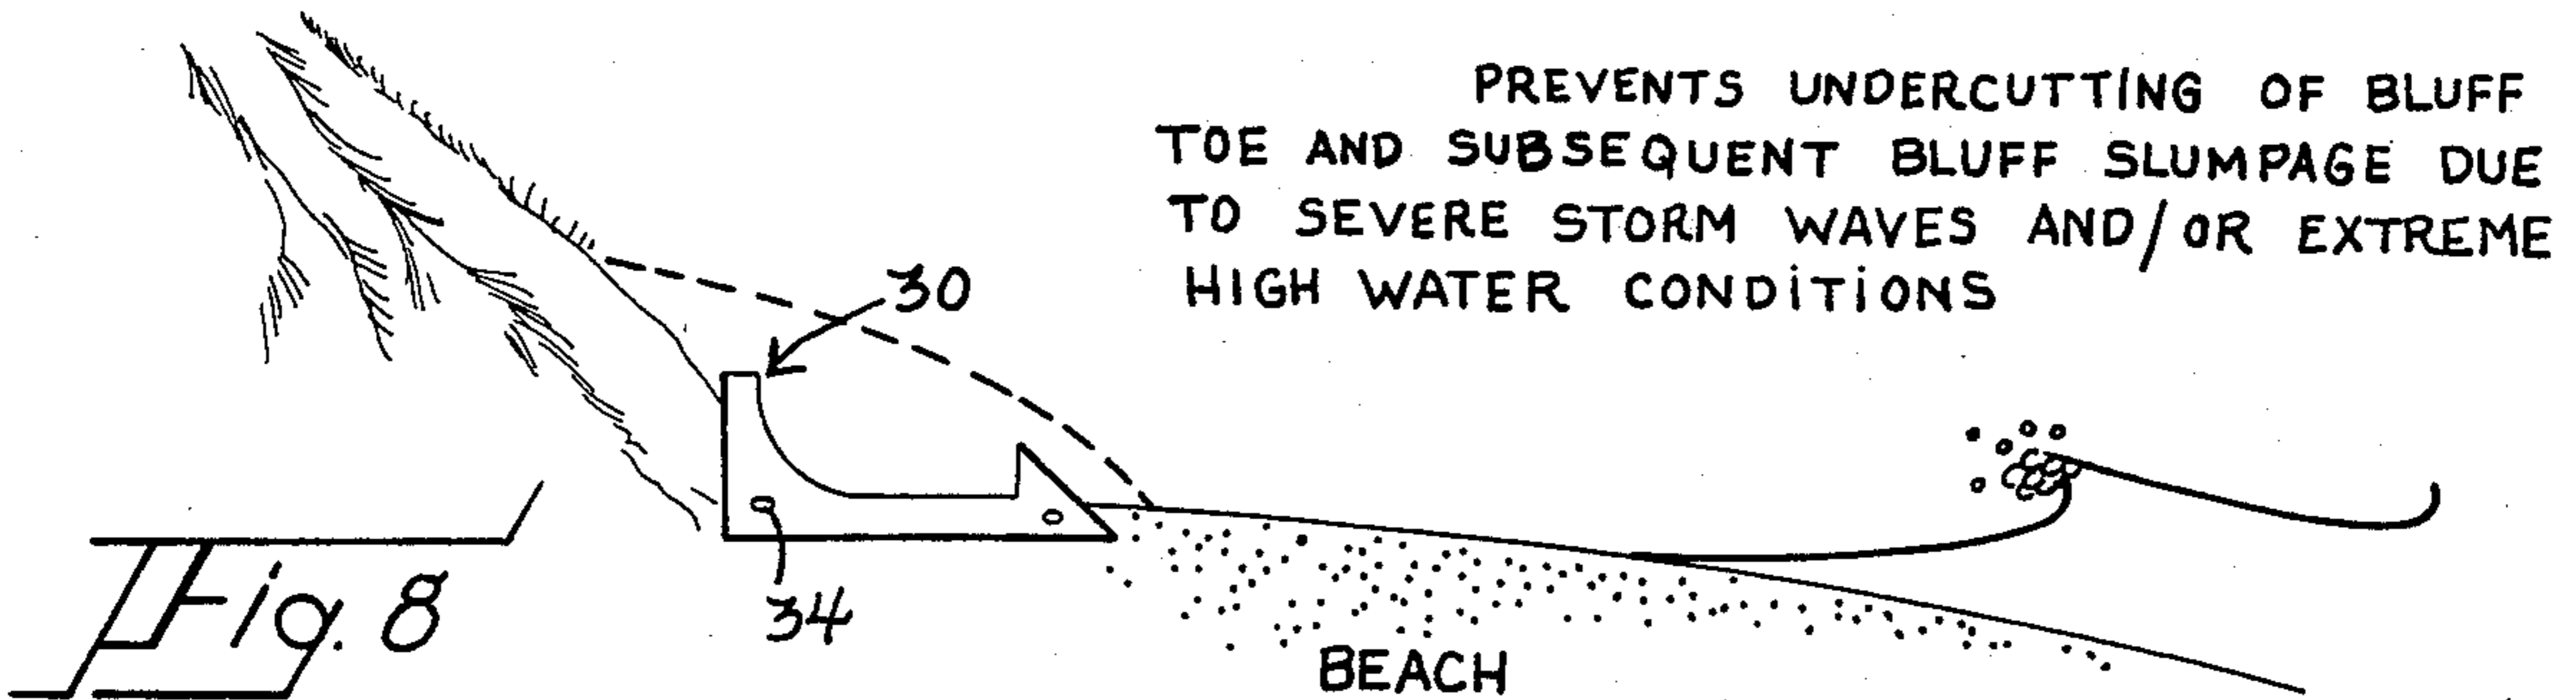 PREVENTS UNDERCUTTING OF BLUFF
TOE AND SUBSEQUENT BLUFF SLUMPAGE DUE
TO SEVERE STORM WAVES AND/OR EXTREME
HIGH WATER CONDITIONS
30
34
Fig. 8
BEACH